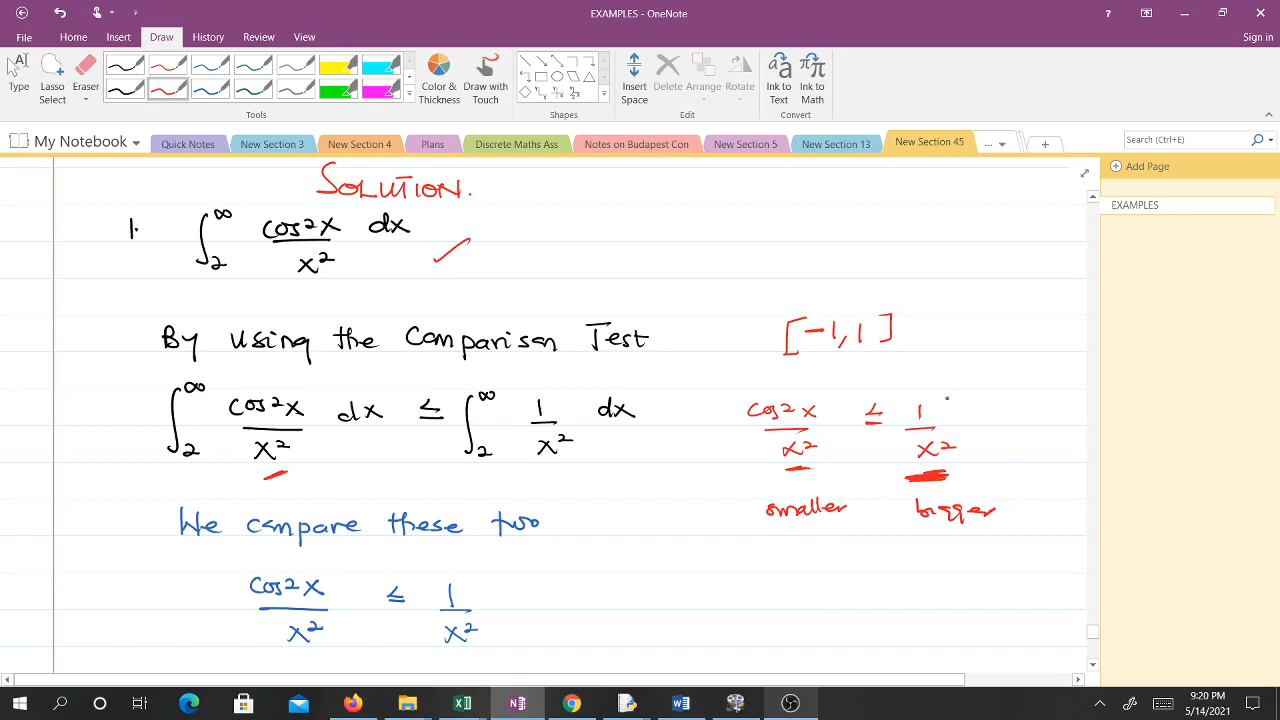 EXAMPLES - OneNote
Sign in
File Home Insert Draw History Review View
Type Lasso Select Eraser Color & Thickness Draw with Touch Insert Space Delete Arrange Rotate Ink to Text Ink to Math
Tools Shapes Edit Convert
My Notebook Quick Notes New Section 3 New Section 4 Plans Discrete Maths Ass Notes on Budapest Con New Section 5 New Section 13 New Section 45 ... Search (Ctrl+E)
Add Page
EXAMPLES
SOLUTION.
1. ∫₂^∞ cos2x/x² dx
By using the Comparison Test
[-1, 1]
∫₂^∞ cos2x/x² dx ≤ ∫₂^∞ 1/x² dx
cos2x/x² ≤ 1/x²
smaller bigger
We compare these two
cos2x/x² ≤ 1/x²
9:20 PM
5/14/2021